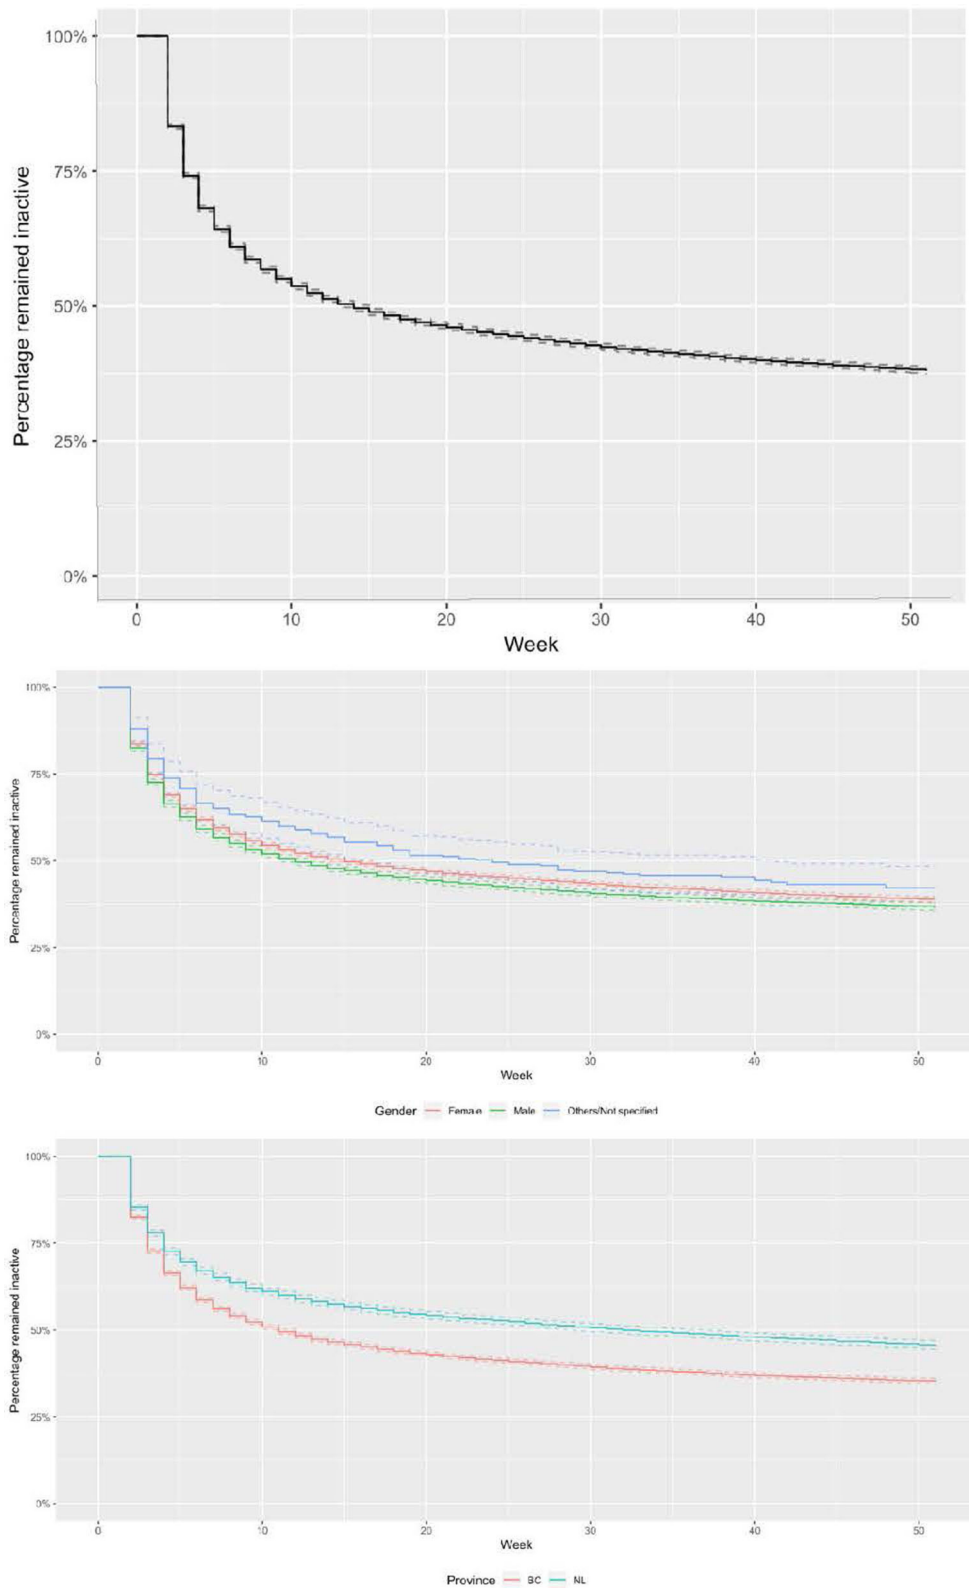 Percentage remained inactive
100%
75%
50%
25%
0%
0 10 20 30 40 50
Week
Percentage remained inactive
100%
75%
50%
25%
0%
0 10 20 30 40 50
Week
Gender Female Male Others/Not specified
Percentage remained inactive
100%
75%
50%
25%
0%
0 10 20 30 40 50
Week
Province BC NL